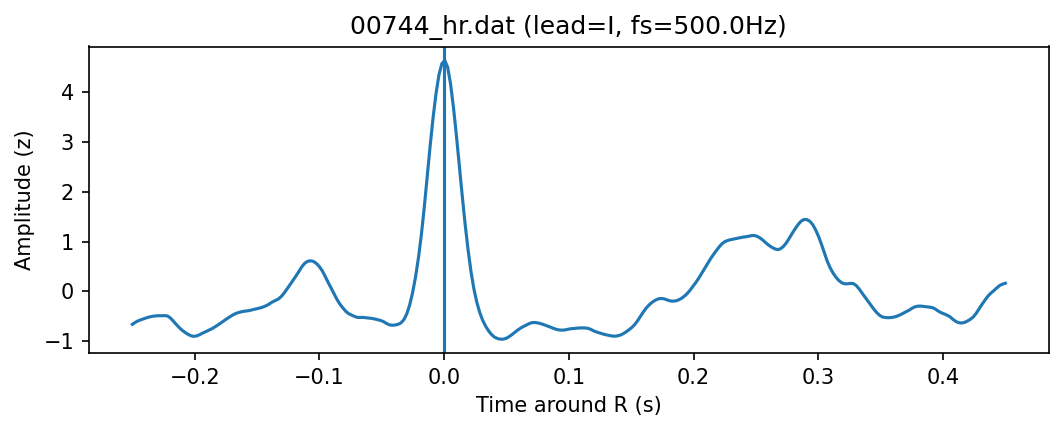 00744_hr.dat (lead=I, fs=500.0Hz)
Amplitude (z)
4
3
2
1
0
−1
−0.2 −0.1 0.0 0.1 0.2 0.3 0.4
Time around R (s)